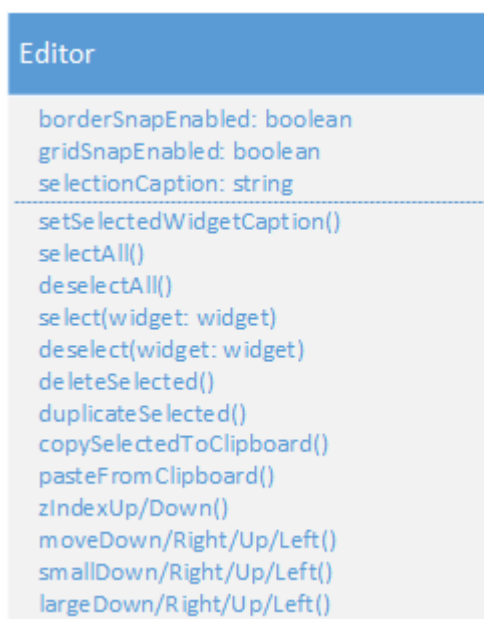 Editor
borderSnapEnabled: boolean
gridSnapEnabled: boolean
selectionCaption: string
setSelectedWidgetCaption()
selectAll()
deselectAll()
select(widget: widget)
deselect(widget: widget)
deleteSelected()
duplicateSelected()
copySelectedToClipboard()
pasteFromClipboard()
zIndexUp/Down()
moveDown/Right/Up/Left()
smallDown/Right/Up/Left()
largeDown/Right/Up/Left()